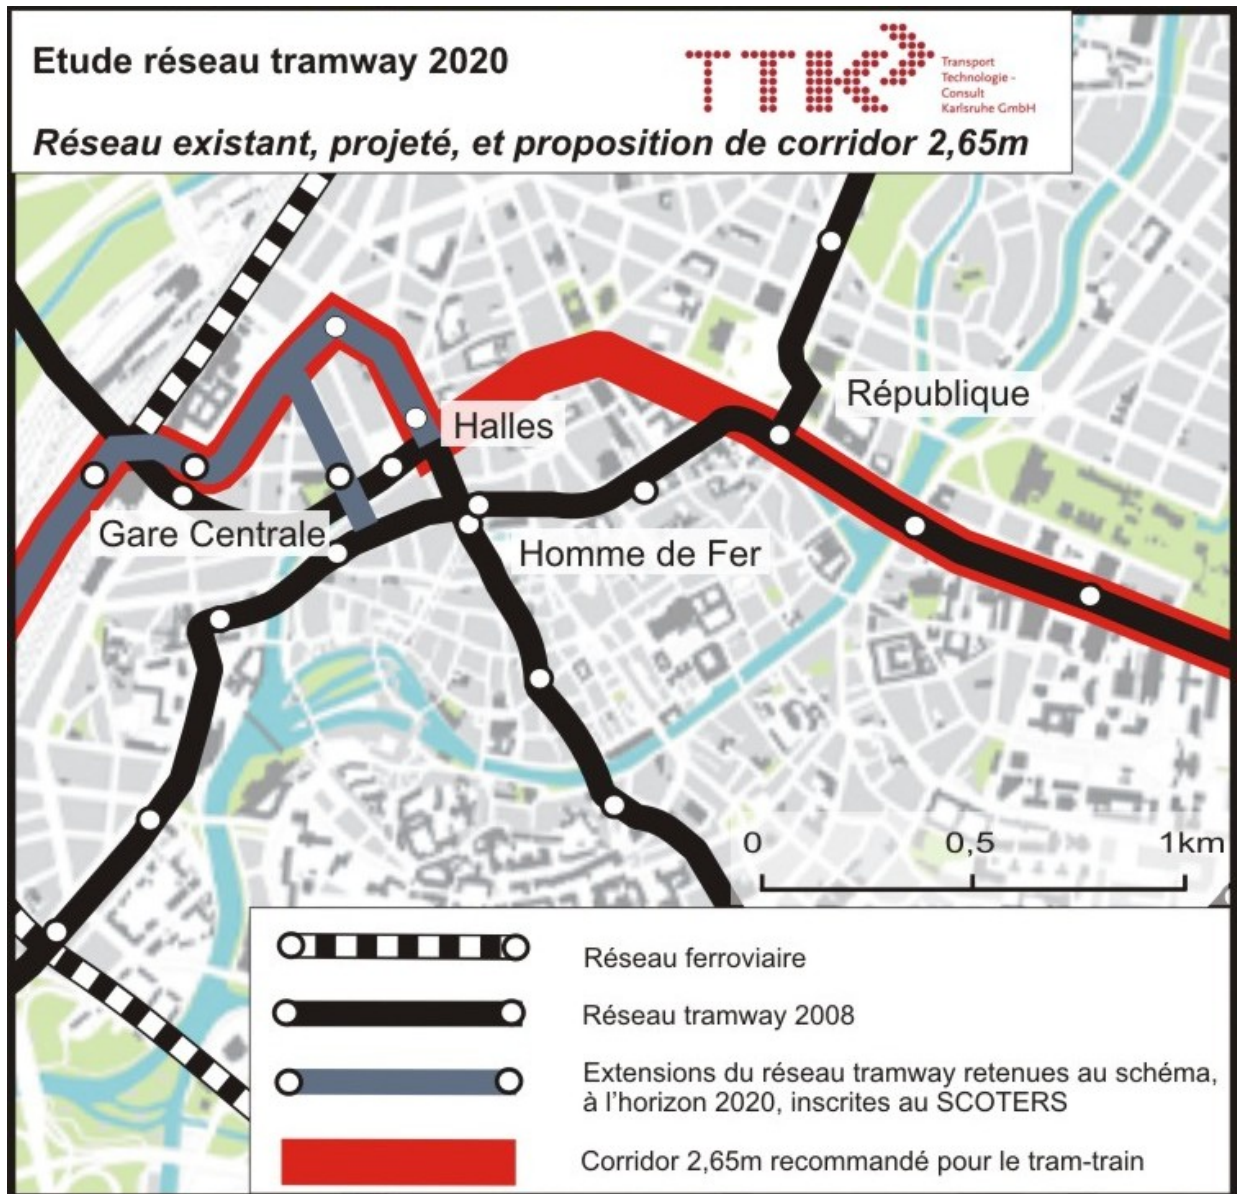 Etude réseau tramway 2020
TTK
Transport
Technologie -
Consult
Karlsruhe GmbH
Réseau existant, projeté, et proposition de corridor 2,65m
République
Halles
Gare Centrale
Homme de Fer
0 0,5 1km
Réseau ferroviaire
Réseau tramway 2008
Extensions du réseau tramway retenues au schéma,
à l'horizon 2020, inscrites au SCOTERS
Corridor 2,65m recommandé pour le tram-train